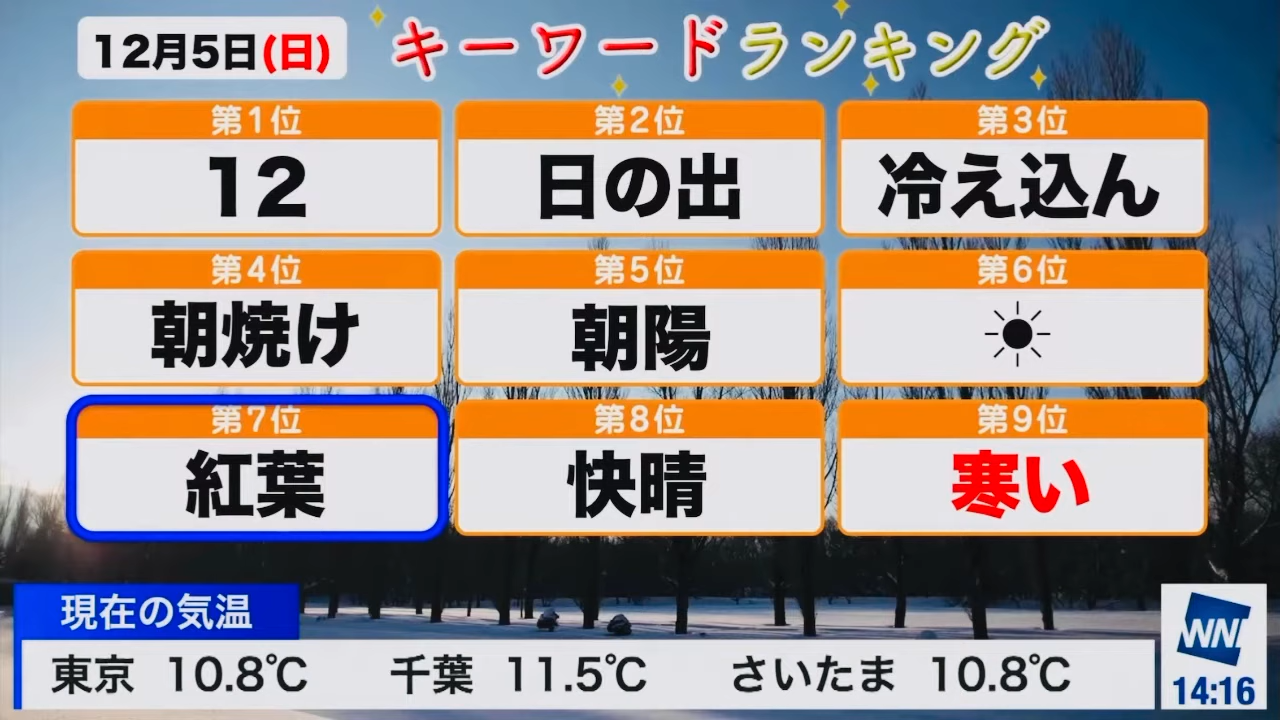 12月5日(日) キーワードランキング
第1位 第2位 第3位
12 日の出 冷え込ん
第4位 第5位 第6位
朝焼け 朝陽 ☀
第7位 第8位 第9位
紅葉 快晴 寒い
現在の気温
東京 10.8℃ 千葉 11.5℃ さいたま 10.8℃
WN
14:16